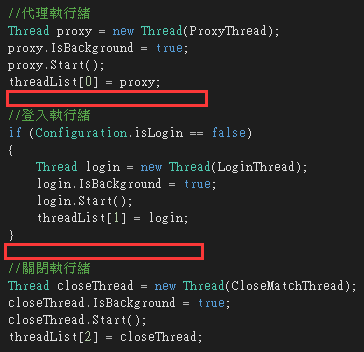 //代理執行緒
Thread proxy = new Thread(ProxyThread);
proxy.IsBackground = true;
proxy.Start();
threadList[0] = proxy;
//登入執行緒
if (Configuration.isLogin == false)
{
Thread login = new Thread(LoginThread);
login.IsBackground = true;
login.Start();
threadList[1] = login;
}
//關閉執行緒
Thread closeThread = new Thread(CloseMatchThread);
closeThread.IsBackground = true;
closeThread.Start();
threadList[2] = closeThread;